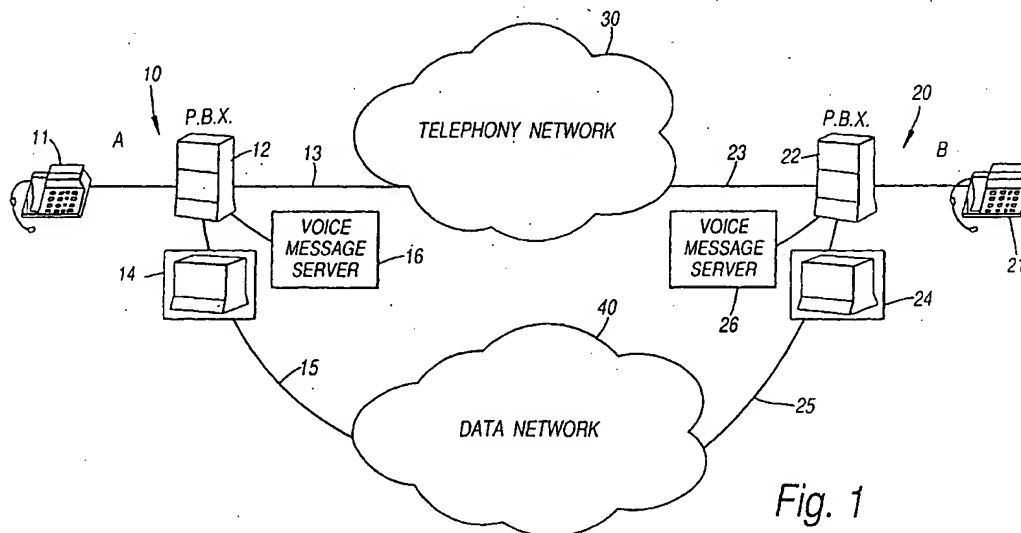 30
10
20
P.B.X.
P.B.X.
11
A
TELEPHONY NETWORK
22
B
12
13
23
VOICE
MESSAGE
SERVER
16
VOICE
MESSAGE
SERVER
21
14
26
24
40
15
25
DATA NETWORK
Fig. 1